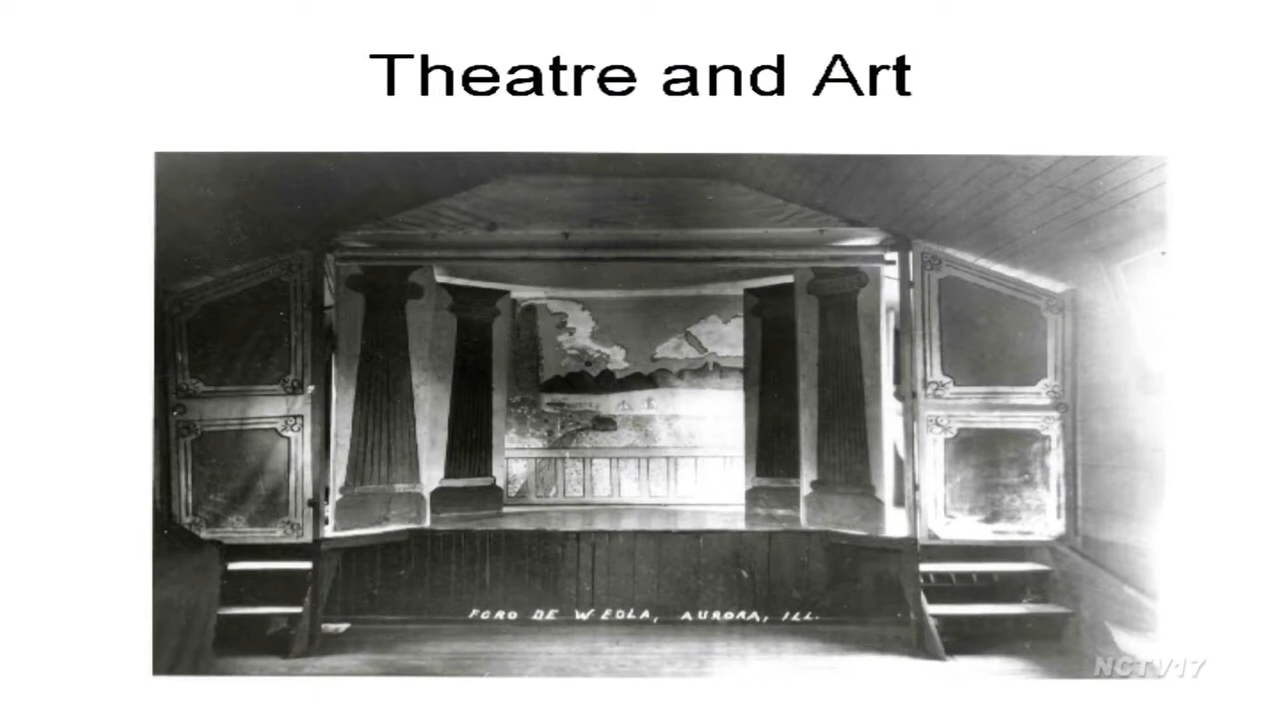 Theatre and Art
FORO DE W. EOLA, AURORA, ILL.
NCTV17